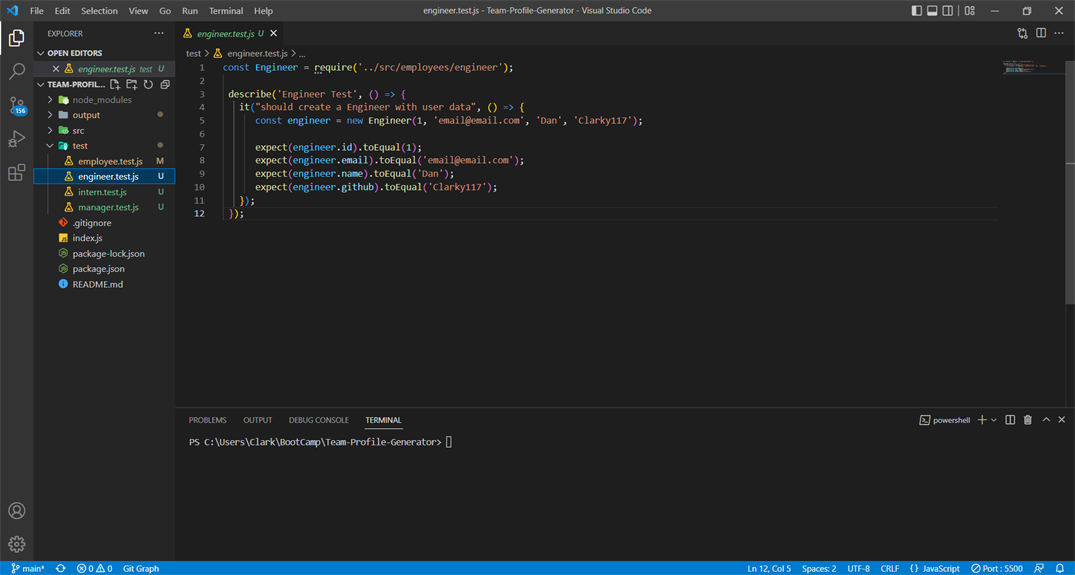 File Edit Selection View Go Run Terminal Help engineer.test.js - Team-Profile-Generator - Visual Studio Code
EXPLORER
OPEN EDITORS
engineer.test.js test U
TEAM-PROFIL...
node_modules
output
src
test
employee.test.js M
engineer.test.js U
intern.test.js U
manager.test.js U
.gitignore
index.js
package-lock.json
package.json
README.md
156
engineer.test.js U
test > engineer.test.js > ...
1 const Engineer = require('../src/employees/engineer');
2
3 describe('Engineer Test', () => {
4 it("should create a Engineer with user data", () => {
5 const engineer = new Engineer(1, 'email@email.com', 'Dan', 'Clarky117');
6
7 expect(engineer.id).toEqual(1);
8 expect(engineer.email).toEqual('email@email.com');
9 expect(engineer.name).toEqual('Dan');
10 expect(engineer.github).toEqual('Clarky117');
11 });
12 });
PROBLEMS OUTPUT DEBUG CONSOLE TERMINAL powershell
PS C:\Users\Clark\BootCamp\Team-Profile-Generator>
main* 0 0 Git Graph Ln 12, Col 5 Spaces: 2 UTF-8 CRLF {} JavaScript Port : 5500